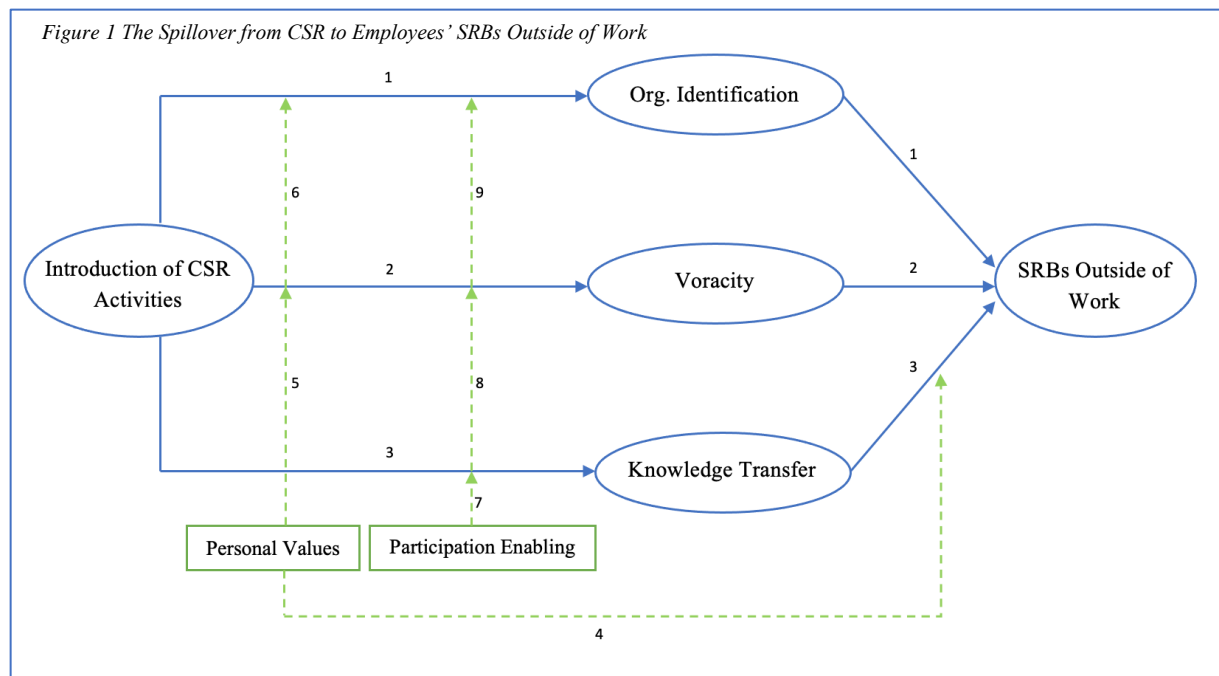 Figure 1 The Spillover from CSR to Employees' SRBs Outside of Work
1
Org. Identification
1
6
9
Introduction of CSR
Activities
2
Voracity
2
SRBs Outside of
Work
3
5
8
3
Knowledge Transfer
7
Personal Values
Participation Enabling
4